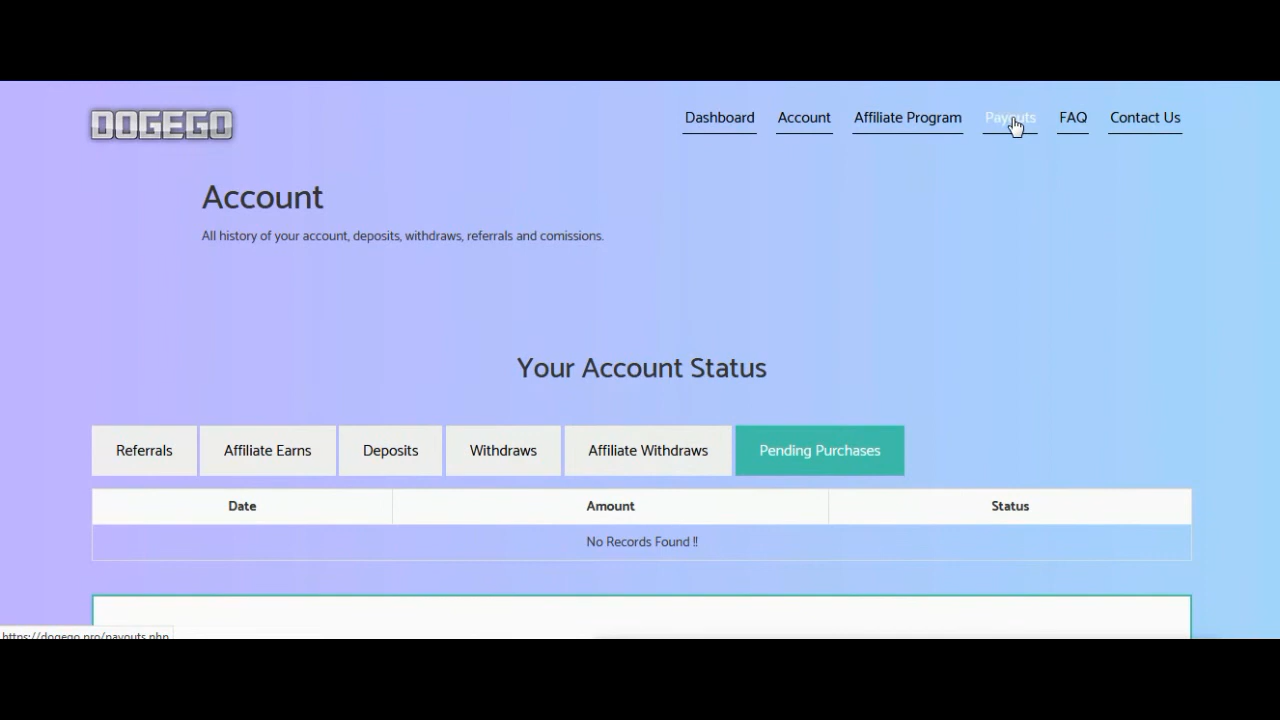 DOGEGO
Dashboard Account Affiliate Program Payouts FAQ Contact Us
Account
All history of your account, deposits, withdraws, referrals and comissions.
Your Account Status
Referrals Affiliate Earns Deposits Withdraws Affiliate Withdraws Pending Purchases
Date Amount Status
No Records Found !!
https://dogego.pro/payouts.php